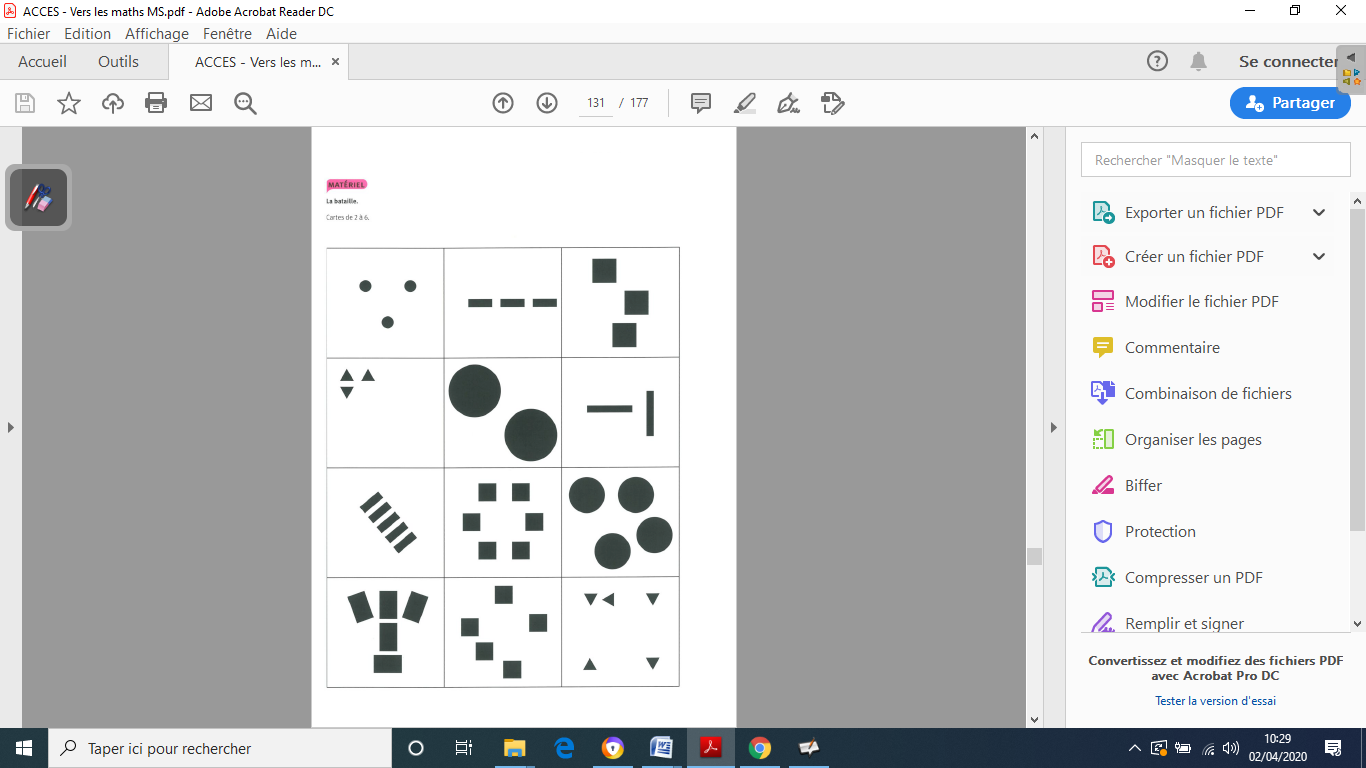 ACCES - Vers les maths MS.pdf - Adobe Acrobat Reader DC
Fichier Edition Affichage Fenêtre Aide
Accueil Outils ACCES - Vers les m... × Se connecter
131 / 177 Partager
MATÉRIEL
La bataille.
Cartes de 2 à 6.
Rechercher "Masquer le texte"
Exporter un fichier PDF
Créer un fichier PDF
Modifier le fichier PDF
Commentaire
Combinaison de fichiers
Organiser les pages
Biffer
Protection
Compresser un PDF
Remplir et signer
Convertissez et modifiez des fichiers PDF
avec Acrobat Pro DC
Tester la version d'essai
Taper ici pour rechercher
10:29
02/04/2020